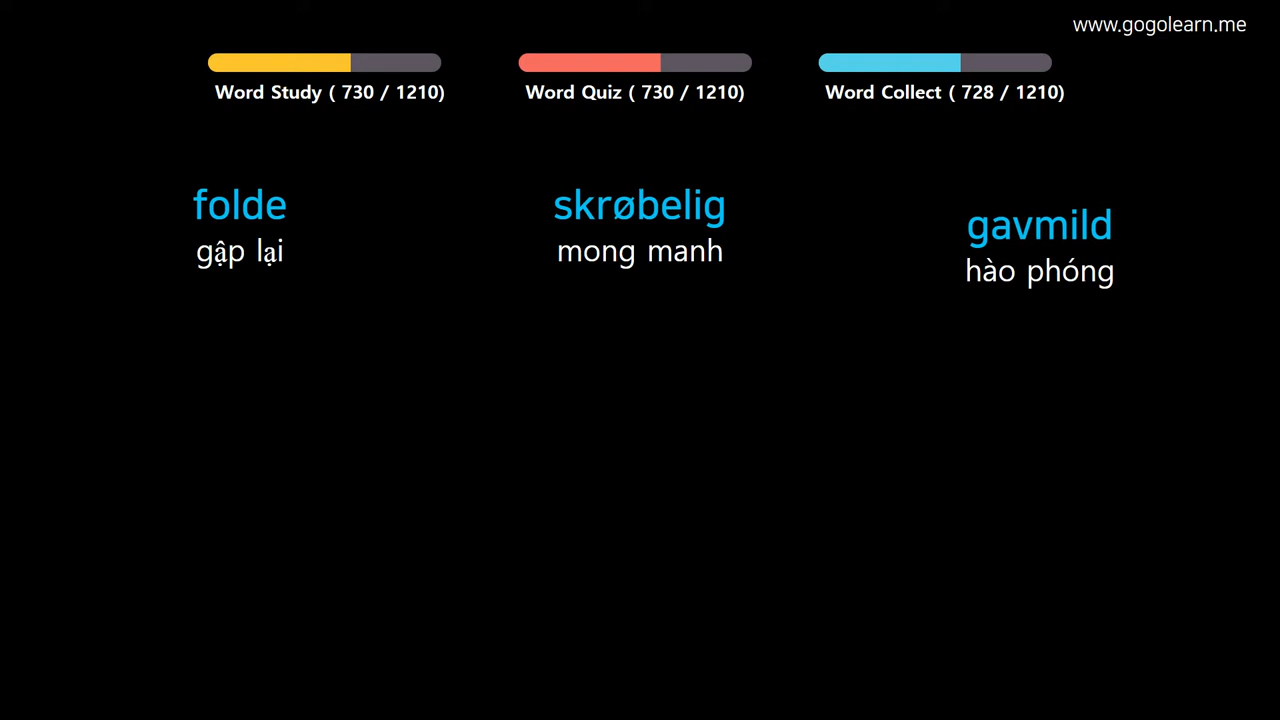 www.gogolearn.me
Word Study ( 730 / 1210)
Word Quiz ( 730 / 1210)
Word Collect ( 728 / 1210)
folde
gập lại
skrøbelig
mong manh
gavmild
hào phóng